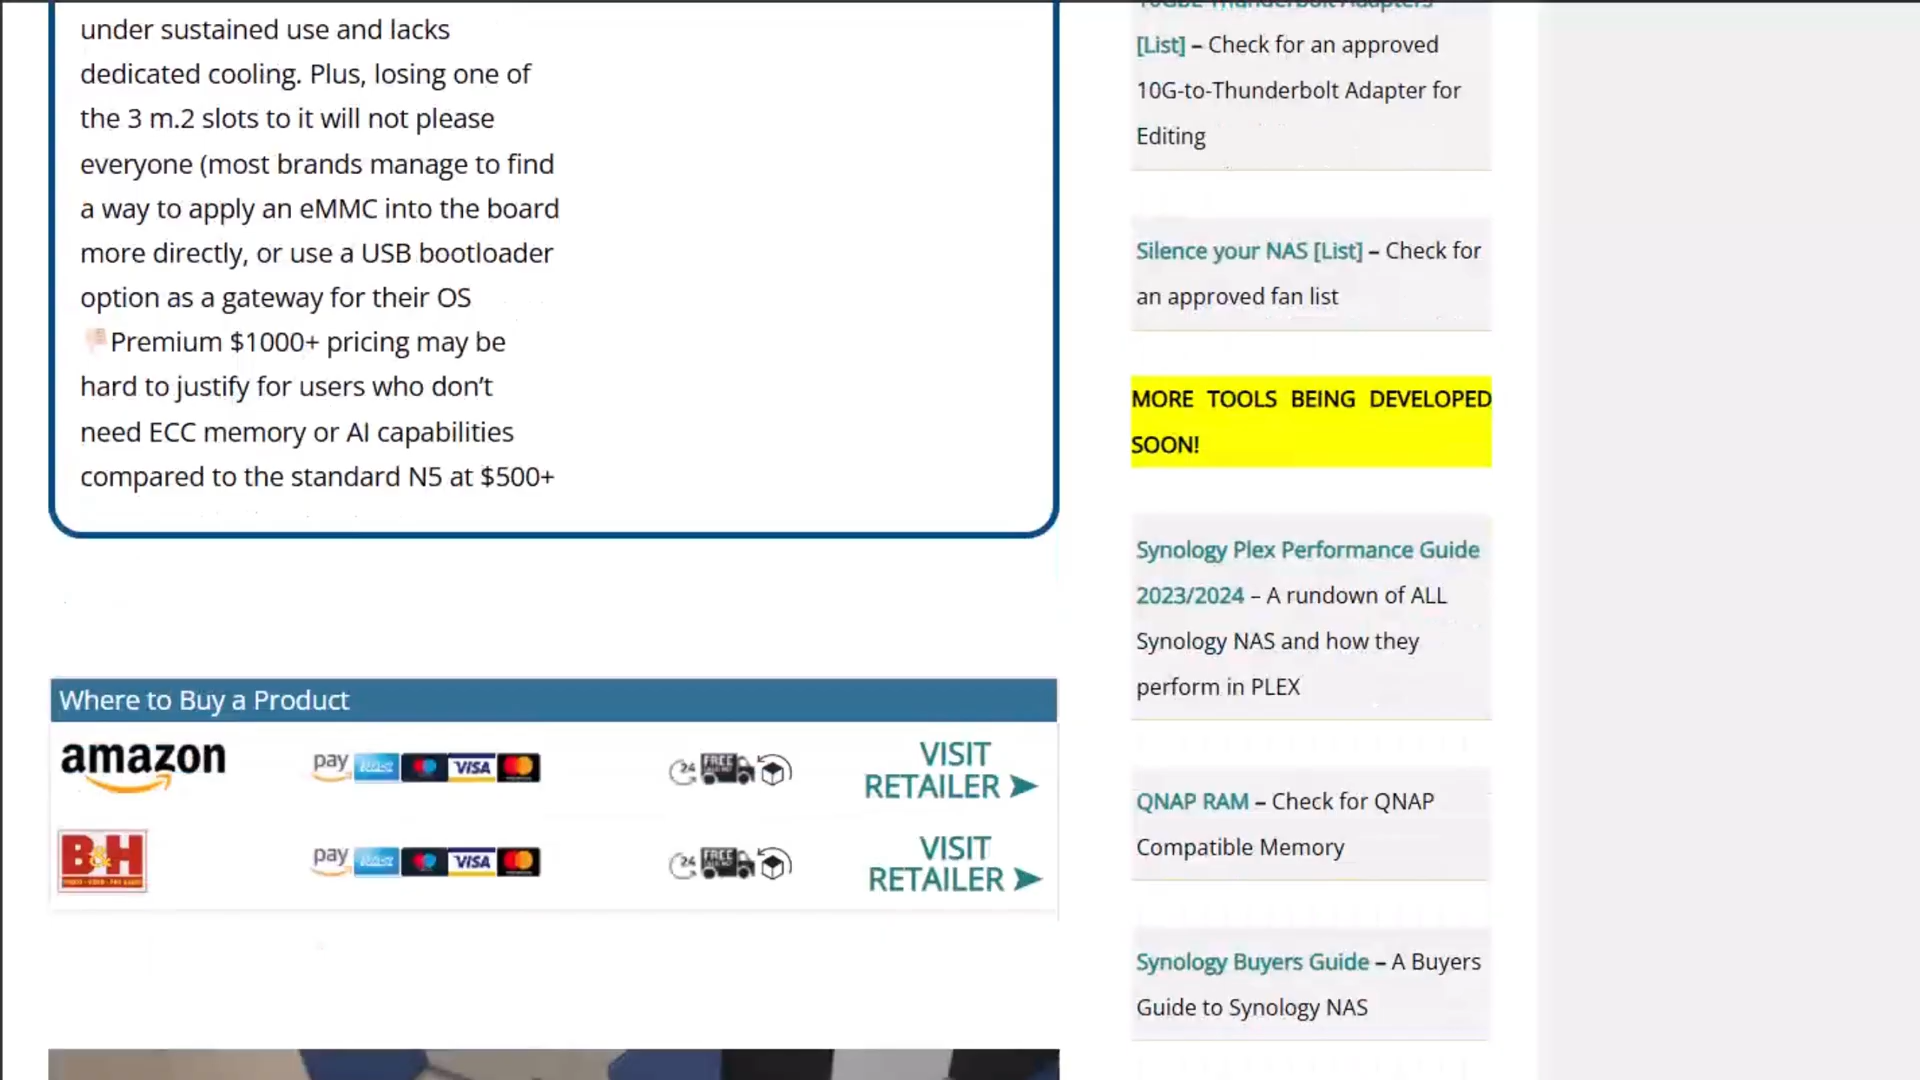 under sustained use and lacks
dedicated cooling. Plus, losing one of
the 3 m.2 slots to it will not please
everyone (most brands manage to find
a way to apply an eMMC into the board
more directly, or use a USB bootloader
option as a gateway for their OS
Premium $1000+ pricing may be
hard to justify for users who don’t
need ECC memory or AI capabilities
compared to the standard N5 at $500+
Where to Buy a Product
amazon
pay VISA
24 FREE
VISIT
RETAILER ➤
B&H
pay VISA
24 FREE
VISIT
RETAILER ➤
10GbE Thunderbolt Adapters
[List] – Check for an approved
10G-to-Thunderbolt Adapter for
Editing
Silence your NAS [List] – Check for
an approved fan list
MORE TOOLS BEING DEVELOPED
SOON!
Synology Plex Performance Guide
2023/2024 – A rundown of ALL
Synology NAS and how they
perform in PLEX
QNAP RAM – Check for QNAP
Compatible Memory
Synology Buyers Guide – A Buyers
Guide to Synology NAS